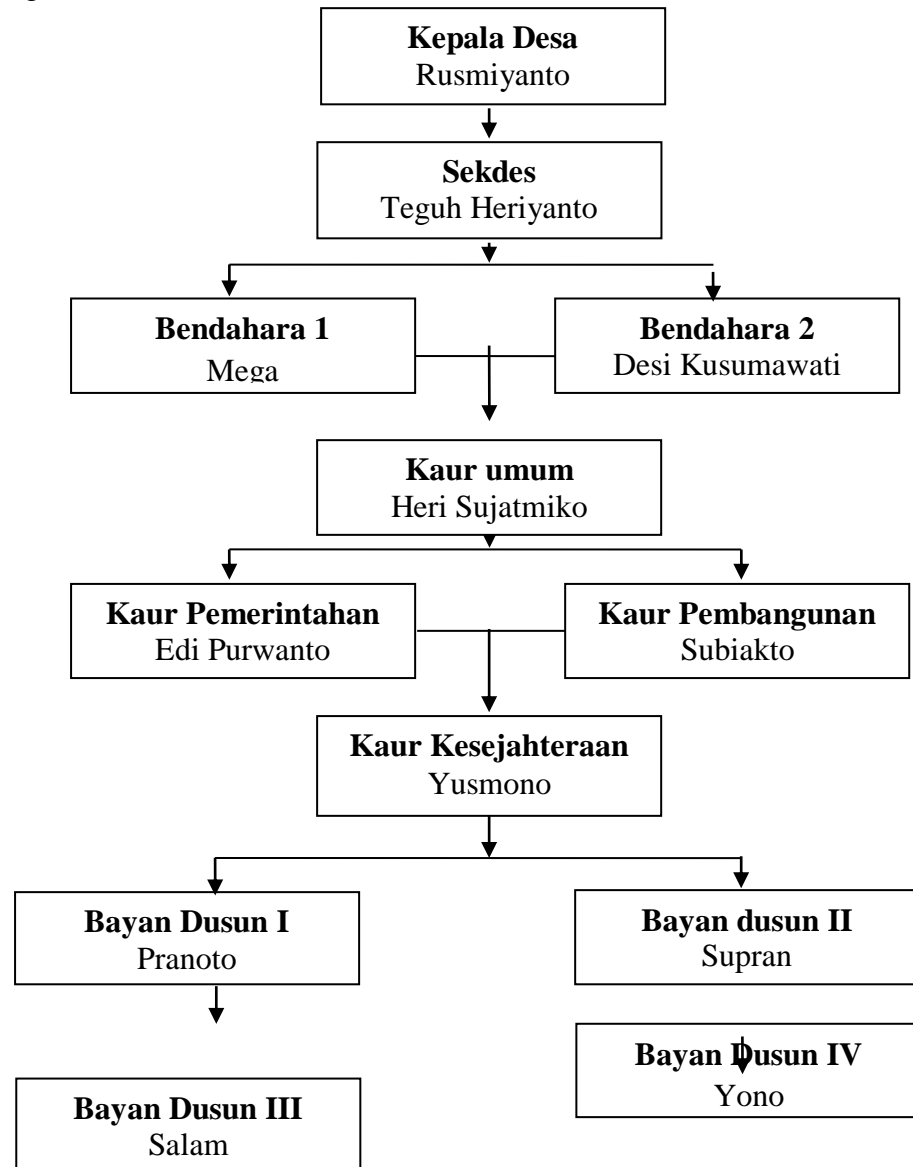 Kepala Desa
Rusmiyanto
Sekdes
Teguh Heriyanto
Bendahara 1
Mega
Bendahara 2
Desi Kusumawati
Kaur umum
Heri Sujatmiko
Kaur Pemerintahan
Edi Purwanto
Kaur Pembangunan
Subiakto
Kaur Kesejahteraan
Yusmono
Bayan Dusun I
Pranoto
Bayan dusun II
Supran
Bayan Dusun IV
Yono
Bayan Dusun III
Salam